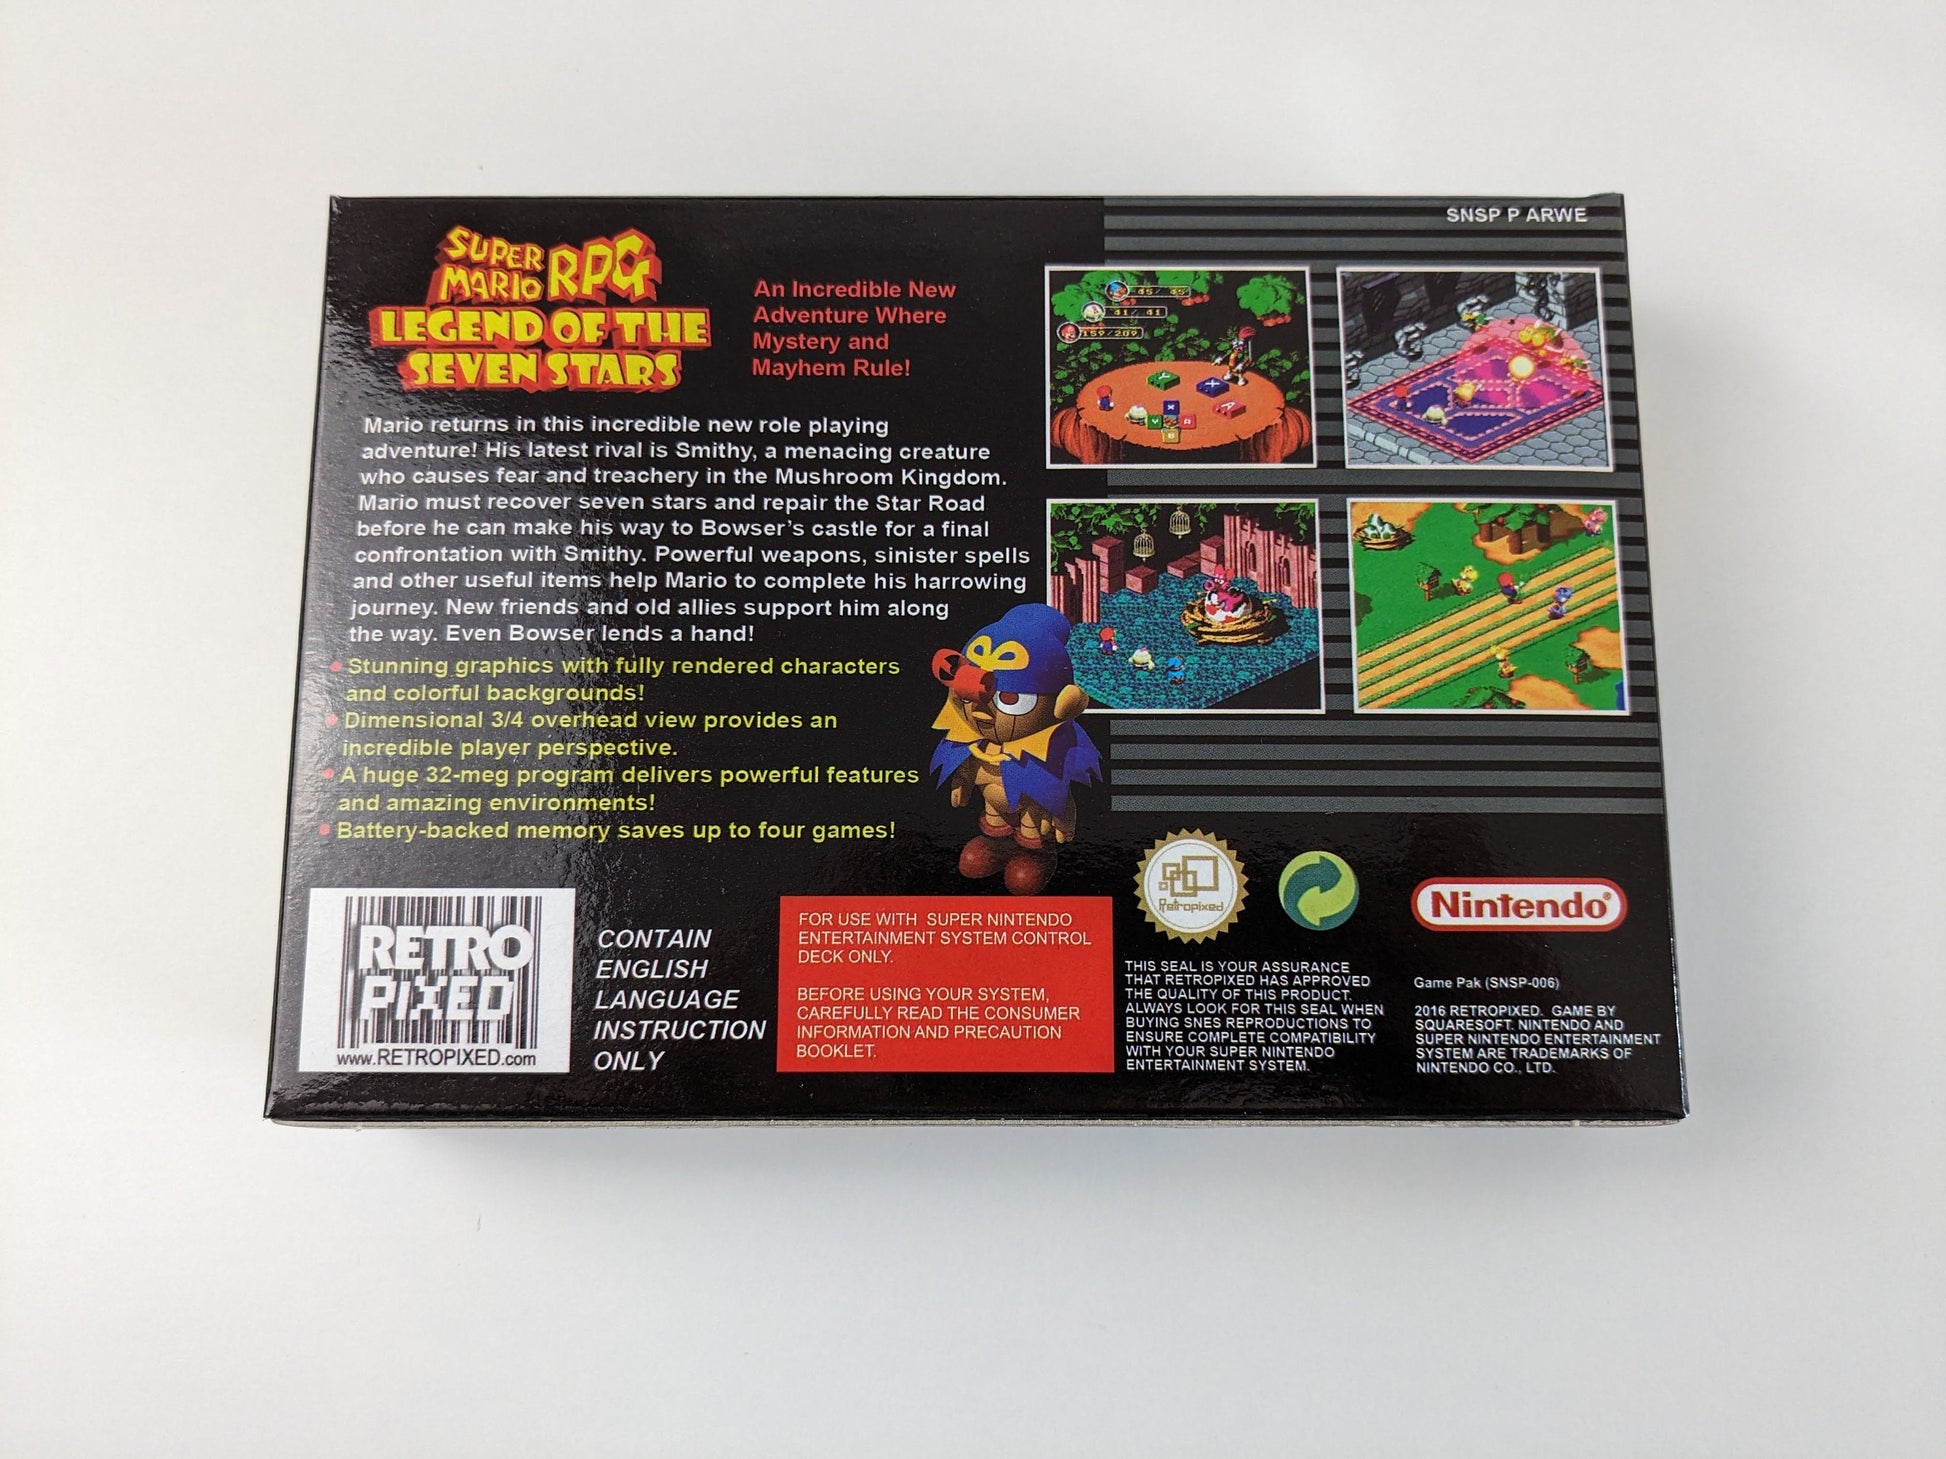 SNSP P ARWE
SUPER
MARIO RPG
LEGEND OF THE
SEVEN STARS
An Incredible New
Adventure Where
Mystery and
Mayhem Rule!
Mario returns in this incredible new role playing
adventure! His latest rival is Smithy, a menacing creature
who causes fear and treachery in the Mushroom Kingdom.
Mario must recover seven stars and repair the Star Road
before he can make his way to Bowser's castle for a final
confrontation with Smithy. Powerful weapons, sinister spells
and other useful items help Mario to complete his harrowing
journey. New friends and old allies support him along
the way. Even Bowser lends a hand!
• Stunning graphics with fully rendered characters
and colorful backgrounds!
• Dimensional 3/4 overhead view provides an
incredible player perspective.
• A huge 32-meg program delivers powerful features
and amazing environments!
• Battery-backed memory saves up to four games!
45/ 45
41/ 41
159/209
X
A
X
Y
A
B
RETRO
PIXED
www.RETROPIXED.com
CONTAIN
ENGLISH
LANGUAGE
INSTRUCTION
ONLY
FOR USE WITH SUPER NINTENDO
ENTERTAINMENT SYSTEM CONTROL
DECK ONLY.
BEFORE USING YOUR SYSTEM,
CAREFULLY READ THE CONSUMER
INFORMATION AND PRECAUTION
BOOKLET.
Retropixed
THIS SEAL IS YOUR ASSURANCE
THAT RETROPIXED HAS APPROVED
THE QUALITY OF THIS PRODUCT.
ALWAYS LOOK FOR THIS SEAL WHEN
BUYING SNES REPRODUCTIONS TO
ENSURE COMPLETE COMPATIBILITY
WITH YOUR SUPER NINTENDO
ENTERTAINMENT SYSTEM.
Nintendo®
Game Pak (SNSP-006)
2016 RETROPIXED. GAME BY
SQUARESOFT. NINTENDO AND
SUPER NINTENDO ENTERTAINMENT
SYSTEM ARE TRADEMARKS OF
NINTENDO CO., LTD.